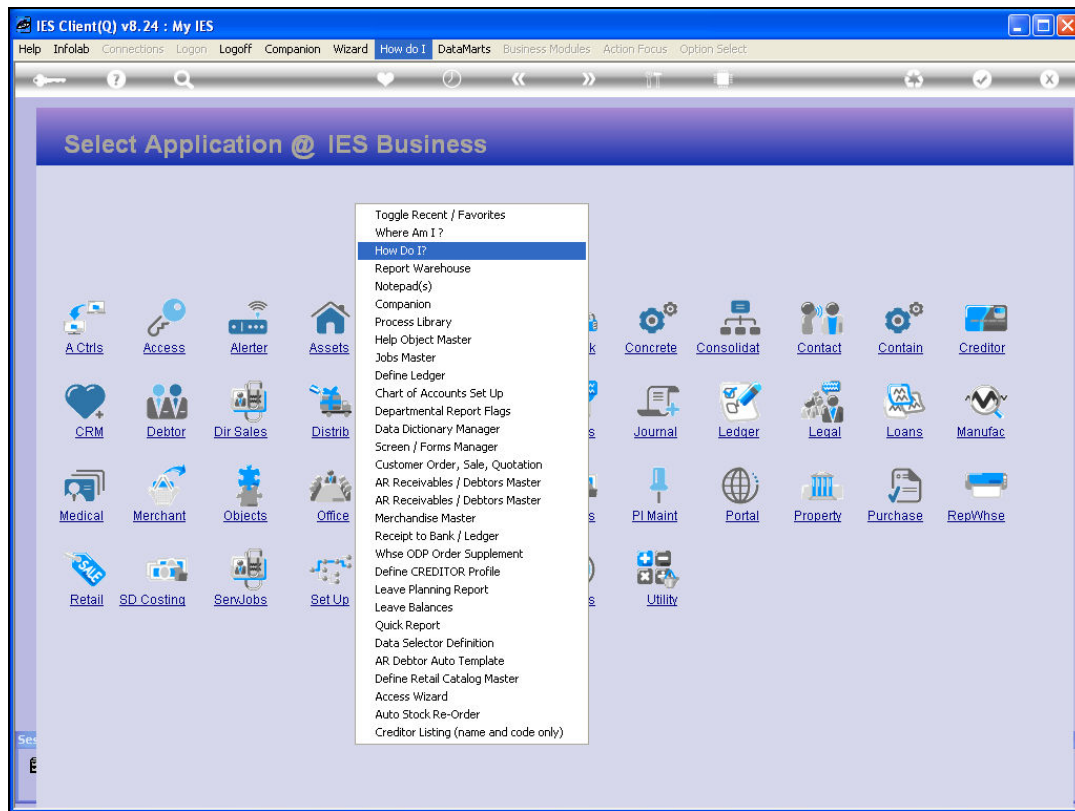 IES Client(Q) v8.24 : My IES
Help Infolab Connections Logon Logoff Companion Wizard How do I DataMarts Business Modules Action Focus Option Select
Select Application @ IES Business
Toggle Recent / Favorites
Where Am I ?
How Do I?
Report Warehouse
Notepad(s)
Companion
Process Library
Help Object Master
Jobs Master
Define Ledger
Chart of Accounts Set Up
Departmental Report Flags
Data Dictionary Manager
Screen / Forms Manager
Customer Order, Sale, Quotation
AR Receivables / Debtors Master
AR Receivables / Debtors Master
Merchandise Master
Receipt to Bank / Ledger
Whse ODP Order Supplement
Define CREDITOR Profile
Leave Planning Report
Leave Balances
Quick Report
Data Selector Definition
AR Debtor Auto Template
Define Retail Catalog Master
Access Wizard
Auto Stock Re-Order
Creditor Listing (name and code only)
A Ctrls Access Alerter Assets k Concrete Consolidat Contact Contain Creditor
CRM Debtor Dir Sales Distrib s Journal Ledger Legal Loans Manufac
Medical Merchant Objects Office s PI Maint Portal Property Purchase RepWhse
SALE
Retail SD Costing ServJobs Set Up s Utility
Ses